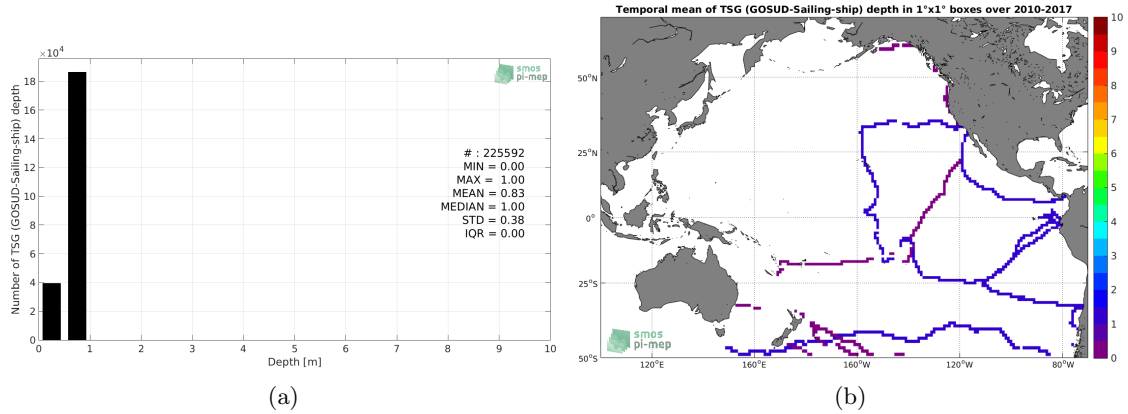 ×10⁴
18
16
14
12
10
8
6
4
2
0
Number of TSG (GOSUD-Sailing-ship) depth
smos
pi-mep
# : 225592
MIN = 0.00
MAX = 1.00
MEAN = 0.83
MEDIAN = 1.00
STD = 0.38
IQR = 0.00
0 1 2 3 4 5 6 7 8 9 10
Depth [m]
(a)
Temporal mean of TSG (GOSUD-Sailing-ship) depth in 1°x1° boxes over 2010-2017
50°N
25°N
0°
25°S
50°S
smos
pi-mep
120°E 160°E 160°W 120°W 80°W
10
9
8
7
6
5
4
3
2
1
0
(b)